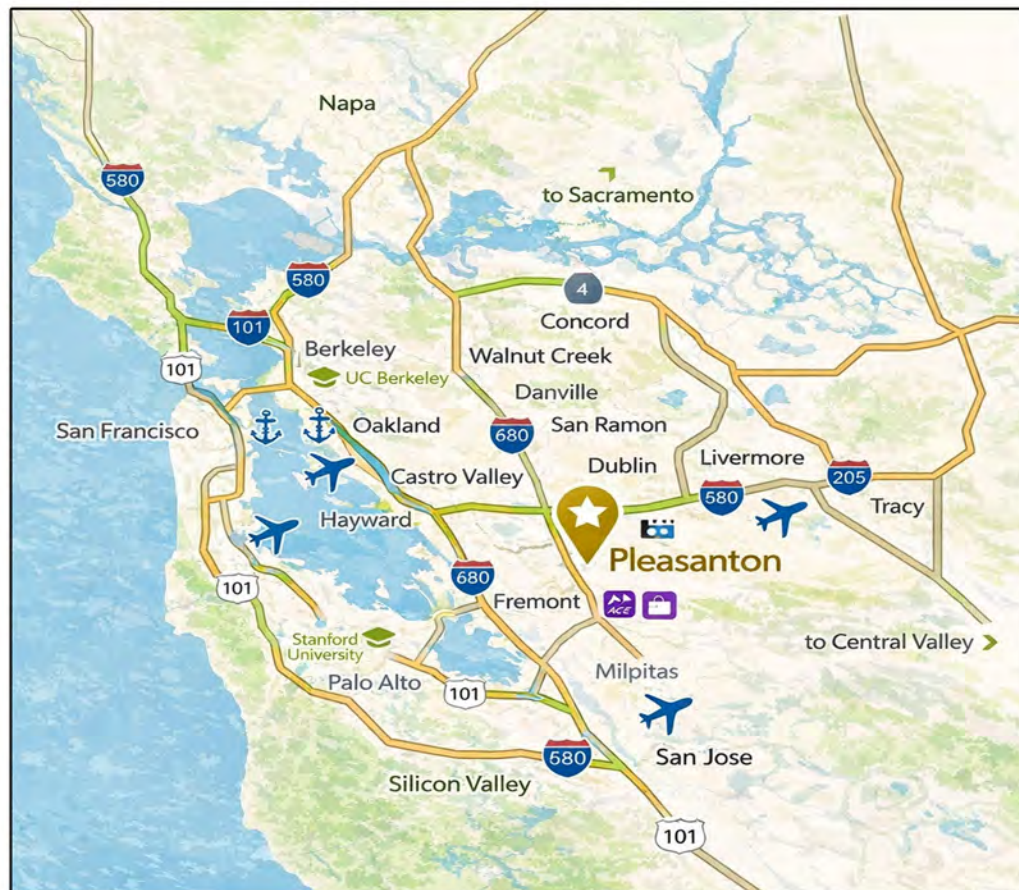 Napa
580
to Sacramento
580
4
101
Concord
Berkeley
101
Walnut Creek
UC Berkeley
Danville
San Francisco
Oakland
680
San Ramon
Castro Valley
Dublin
Livermore
580
205
Tracy
Hayward
Pleasanton
680
101
Fremont
ACE
Stanford
University
to Central Valley
Palo Alto
101
Milpitas
580
San Jose
Silicon Valley
101